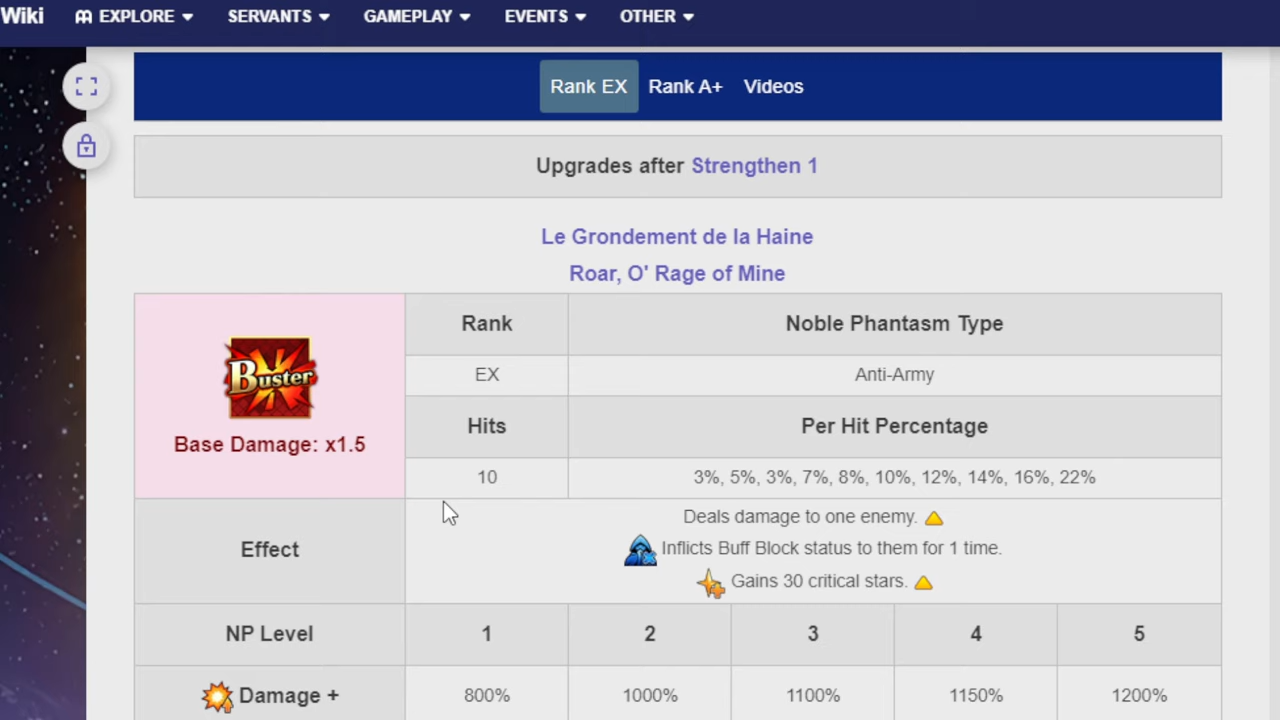 Wiki EXPLORE SERVANTS GAMEPLAY EVENTS OTHER
Rank EX Rank A+ Videos
Upgrades after Strengthen 1
Le Grondement de la Haine
Roar, O' Rage of Mine
Buster
Base Damage: x1.5
Rank Noble Phantasm Type
EX Anti-Army
Hits Per Hit Percentage
10 3%, 5%, 3%, 7%, 8%, 10%, 12%, 14%, 16%, 22%
Effect
Deals damage to one enemy.
Inflicts Buff Block status to them for 1 time.
Gains 30 critical stars.
NP Level 1 2 3 4 5
Damage + 800% 1000% 1100% 1150% 1200%